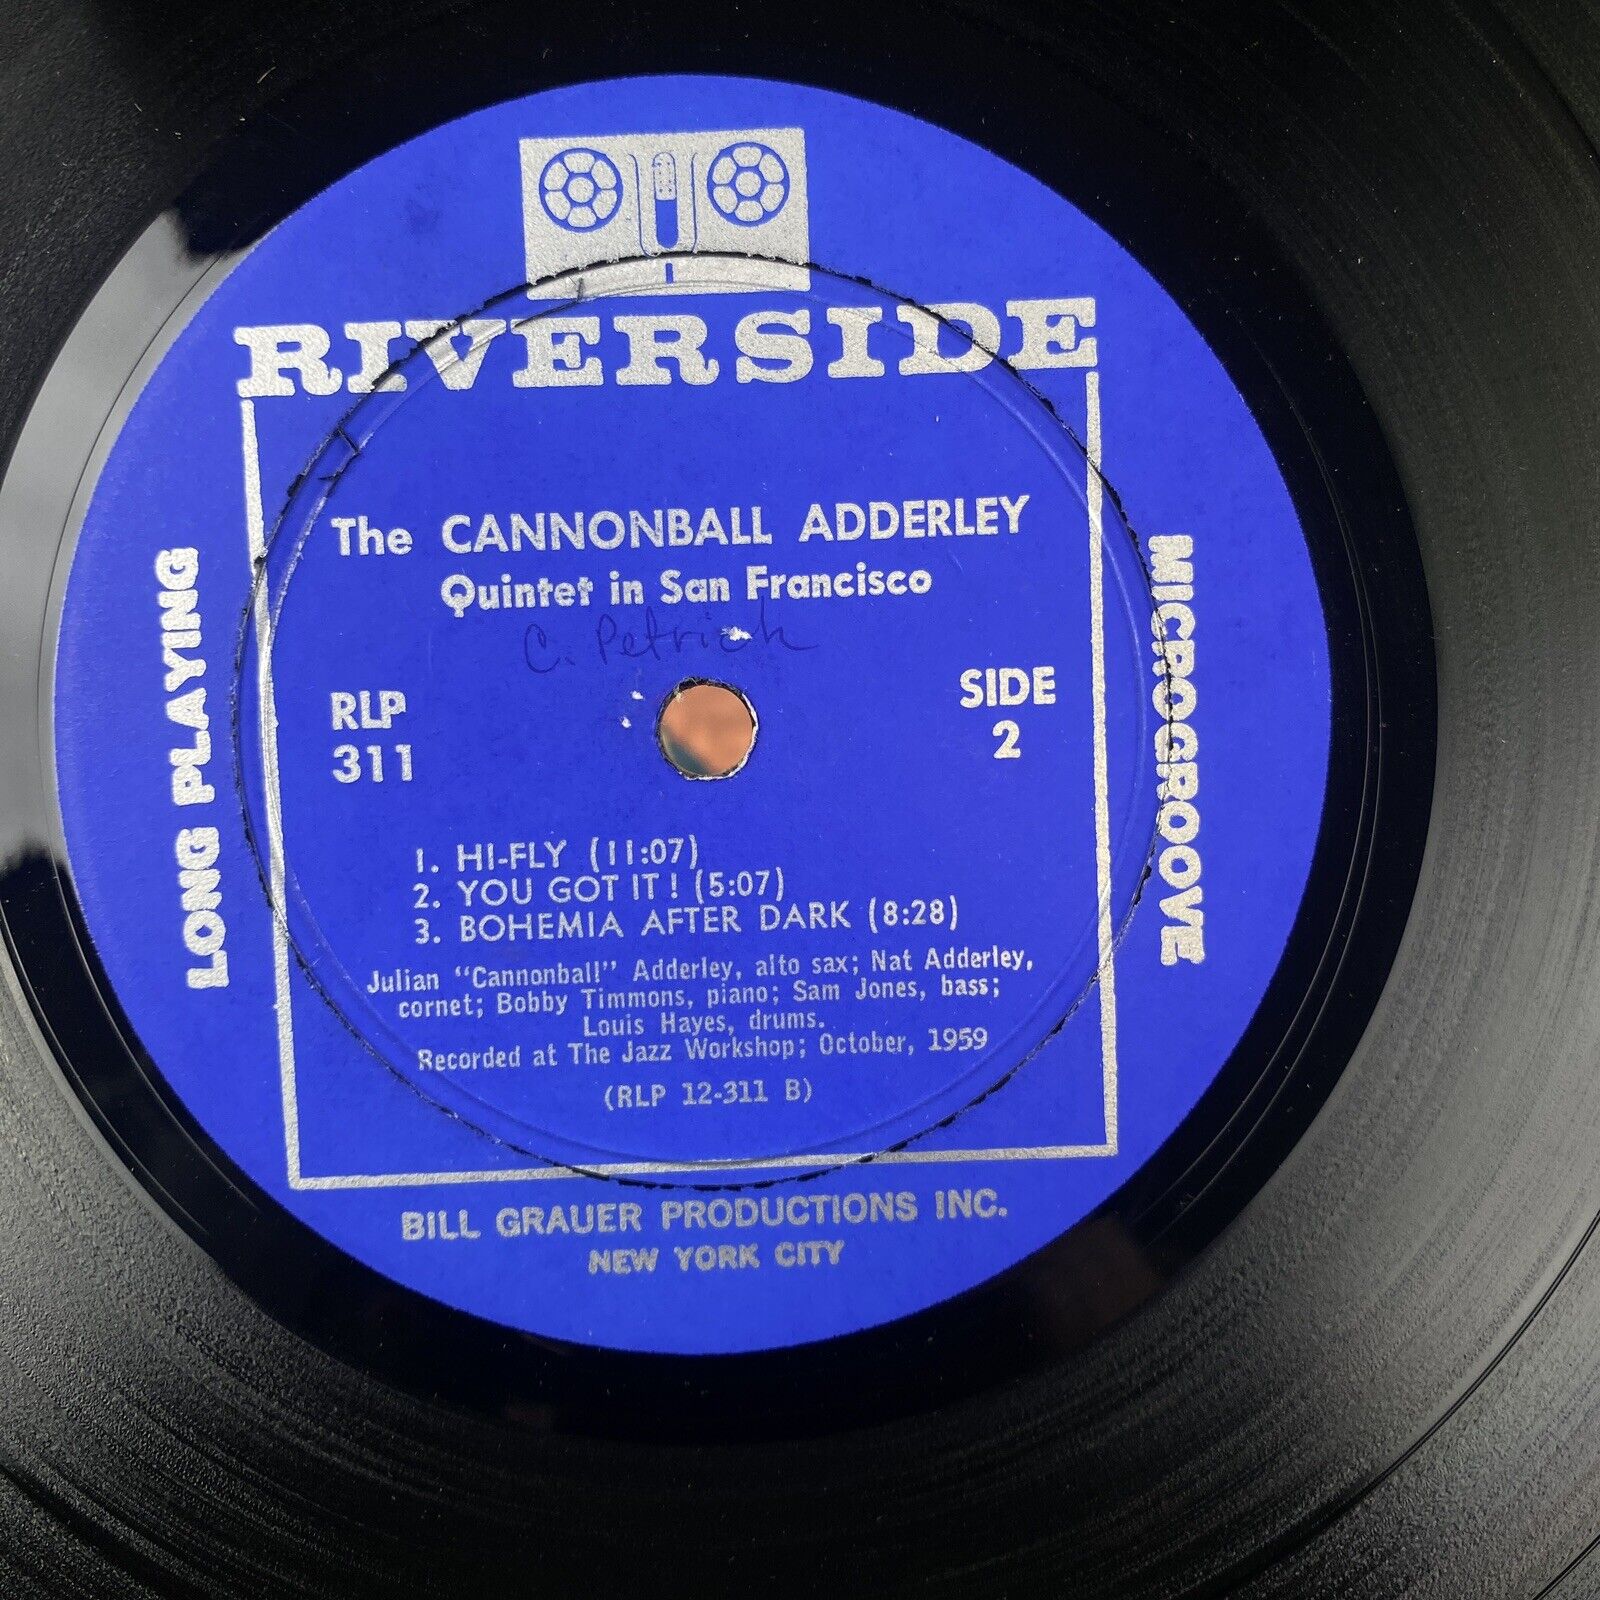 RIVERSIDE
The CANNONBALL ADDERLEY
Quintet in San Francisco
C. Petrich
RLP
311
SIDE
2
LONG PLAYING
MICROGROOVE
1. HI-FLY (11:07)
2. YOU GOT IT! (5:07)
3. BOHEMIA AFTER DARK (8:28)
Julian "Cannonball" Adderley, alto sax; Nat Adderley,
cornet; Bobby Timmons, piano; Sam Jones, bass;
Louis Hayes, drums.
Recorded at The Jazz Workshop; October, 1959
(RLP 12-311 B)
BILL GRAUER PRODUCTIONS INC.
NEW YORK CITY